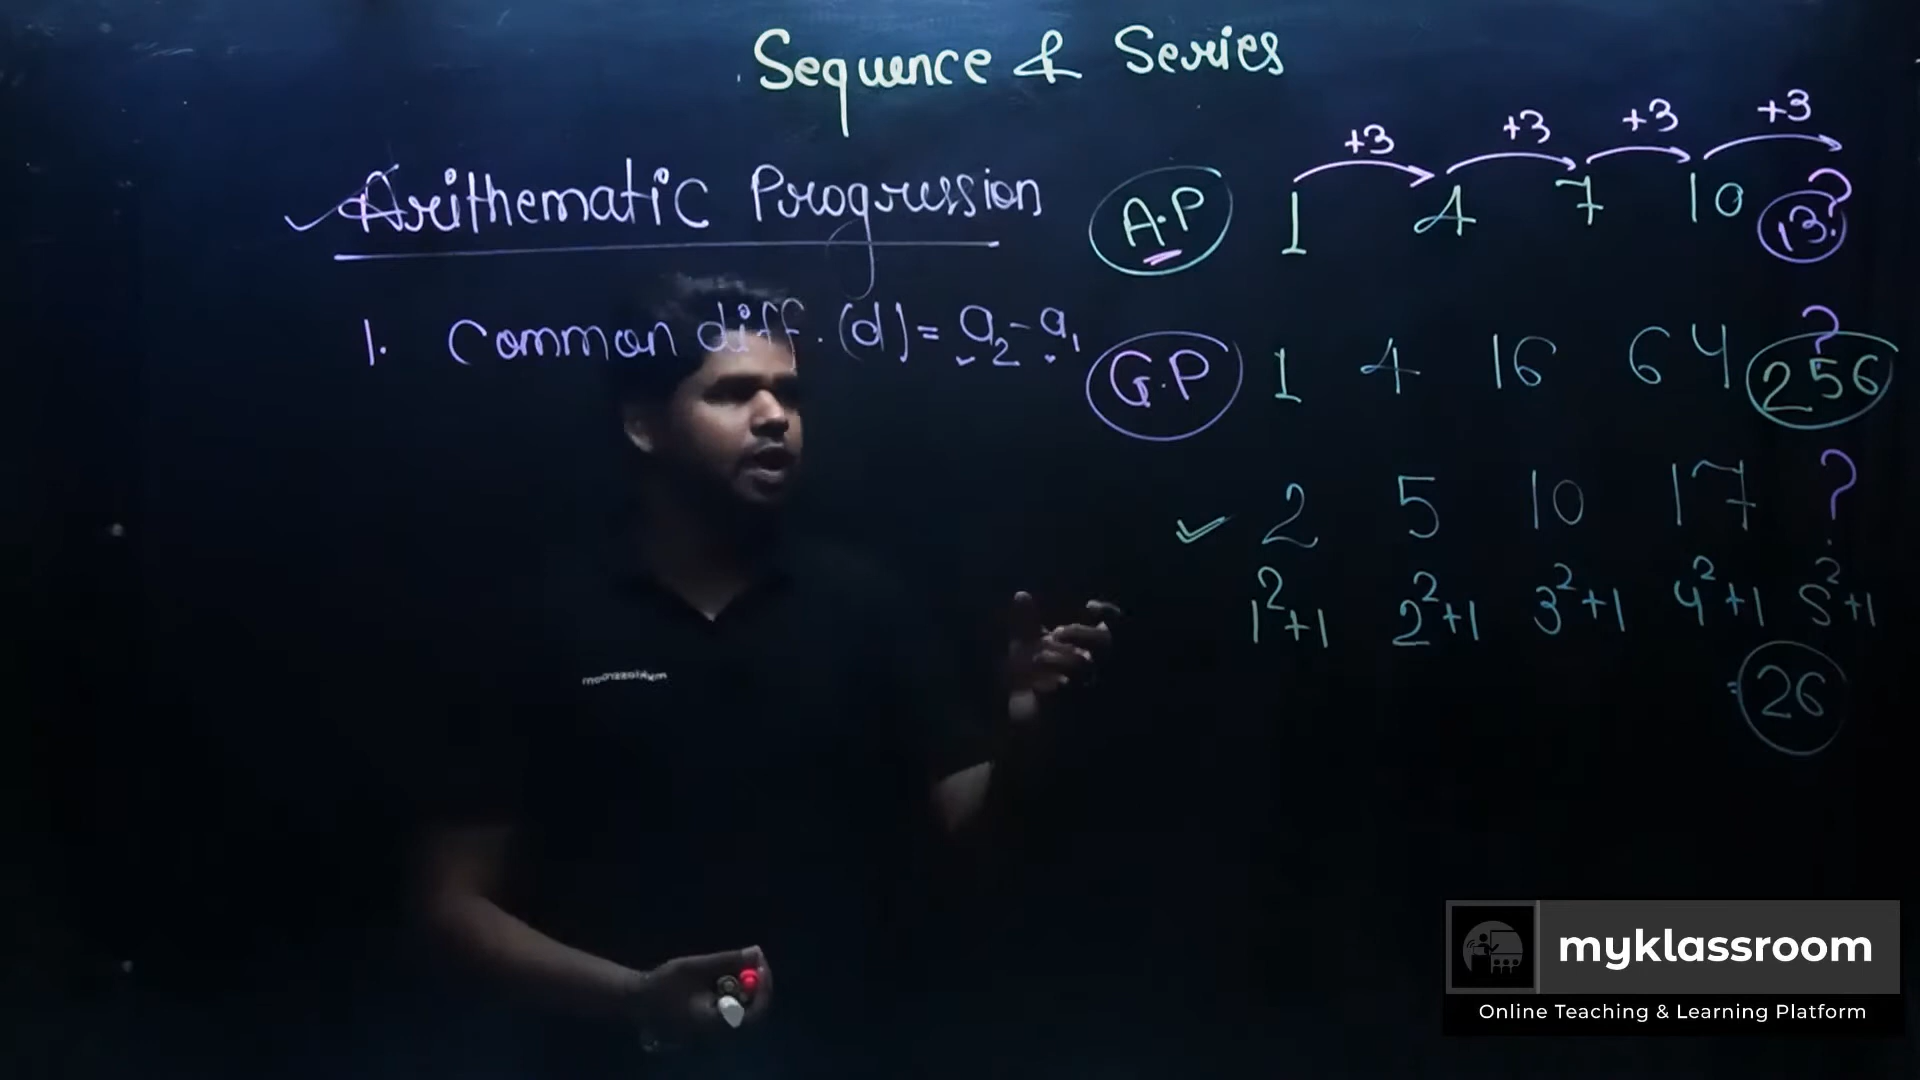 Sequence & Series
Arithematic Progression
1. Common diff. (d) = a₂ - a₁
+3 +3 +3 +3
A.P 1 4 7 10 13 ?
G.P 1 4 16 64 256 ?
2 5 10 17 ?
1²+1 2²+1 3²+1 4²+1 5²+1
= 26
myklassroom
Online Teaching & Learning Platform